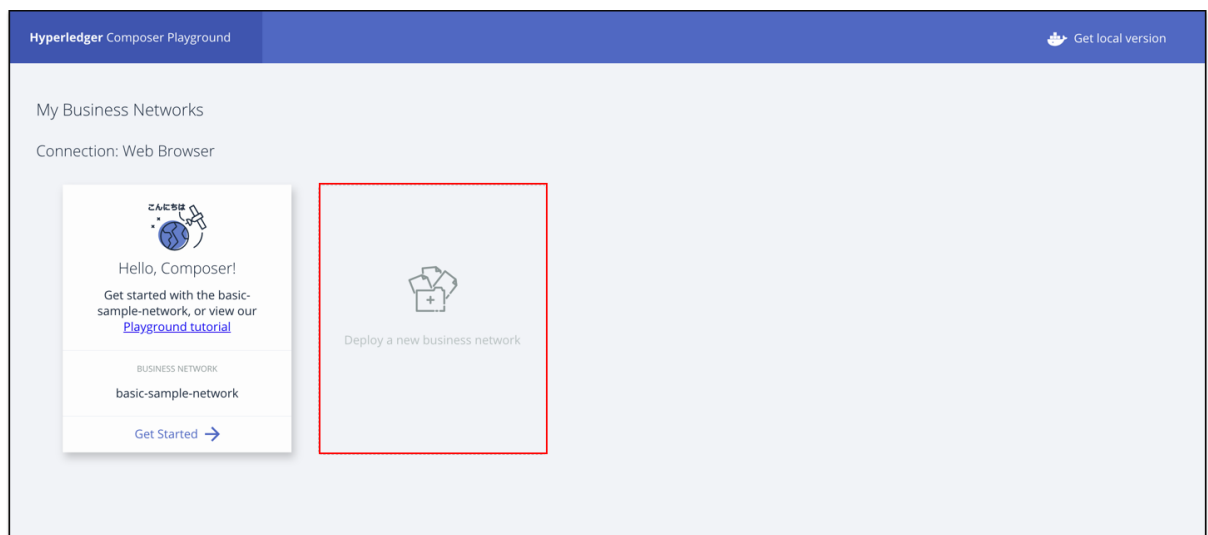 Hyperledger Composer Playground
Get local version
My Business Networks
Connection: Web Browser
こんにちは
Hello, Composer!
Get started with the basic-
sample-network, or view our
Playground tutorial
BUSINESS NETWORK
basic-sample-network
Get Started
Deploy a new business network